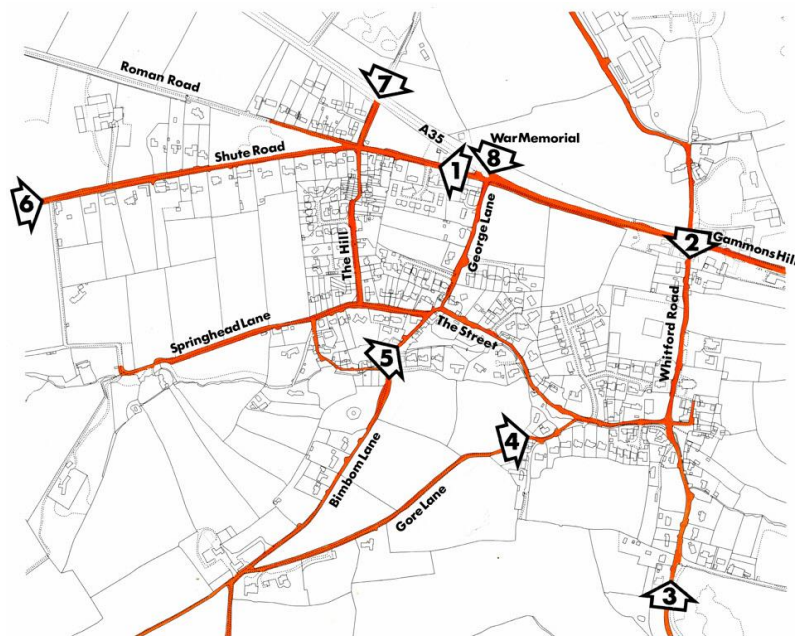 Roman Road
7
A35
War Memorial
Shute Road
1
8
6
George Lane
2
Gammons Hill
The Hill
Whitford Road
Springhead Lane
The Street
5
4
Bimbom Lane
Gore Lane
3